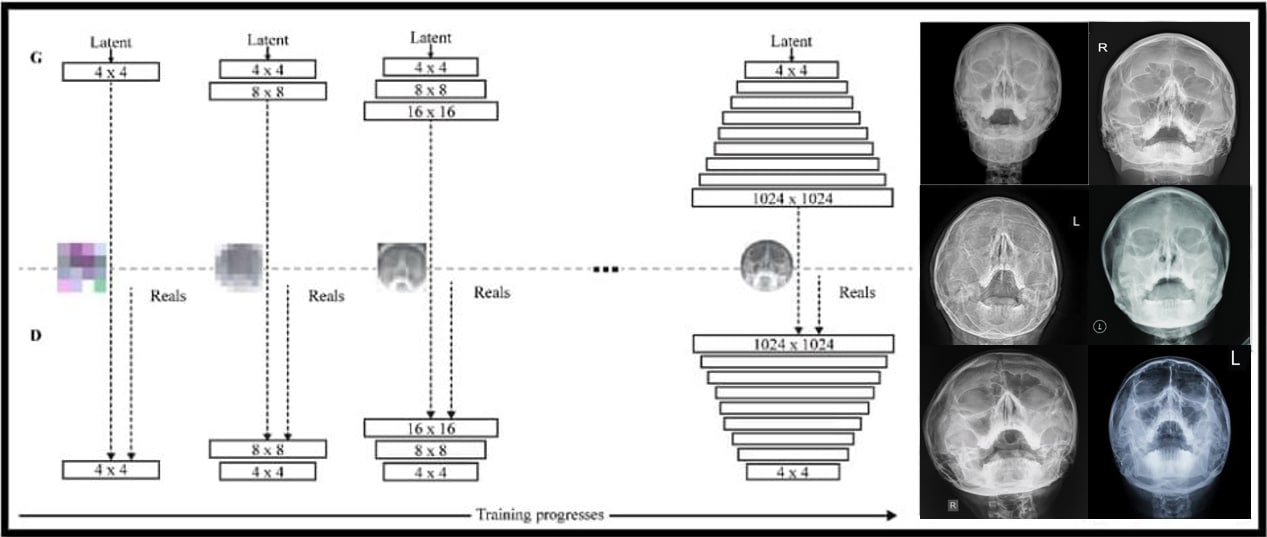 G
Latent
4 x 4
Latent
4 x 4
8 x 8
Latent
4 x 4
8 x 8
16 x 16
Latent
4 x 4
1024 x 1024
Reals
Reals
Reals
Reals
D
4 x 4
8 x 8
4 x 4
16 x 16
8 x 8
4 x 4
1024 x 1024
4 x 4
Training progresses
R
L
L
R
L